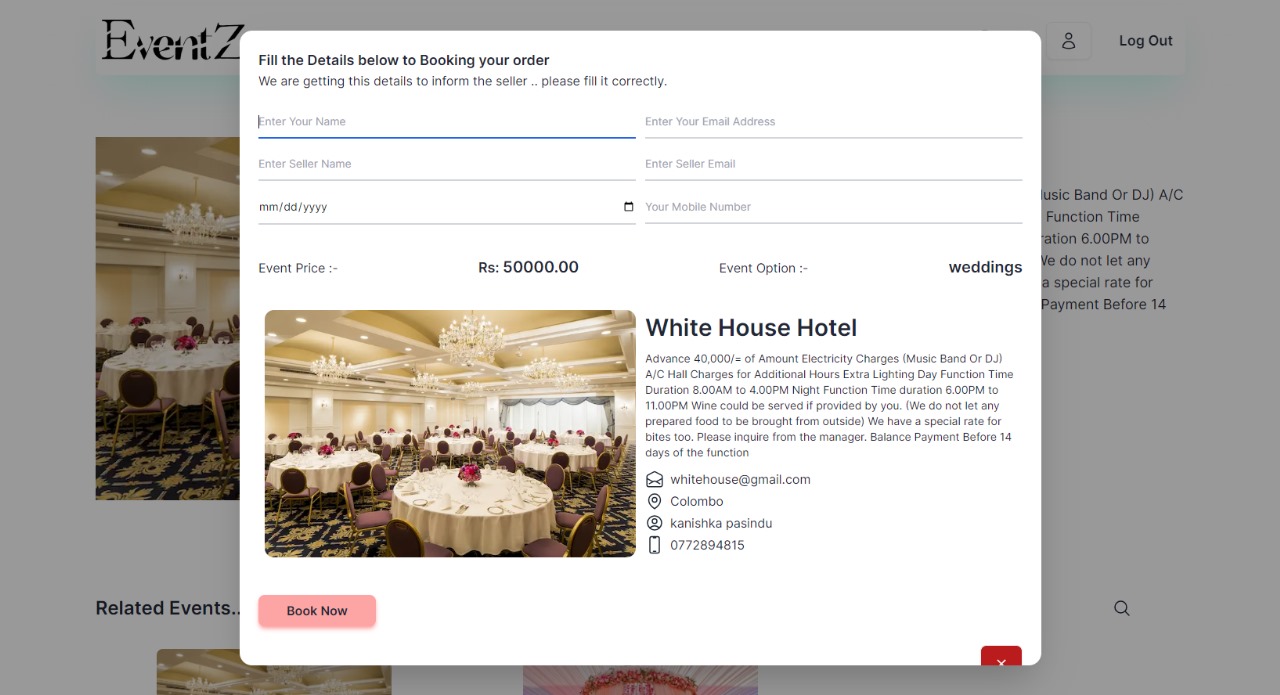 EventZ
Log Out
Fill the Details below to Booking your order
We are getting this details to inform the seller .. please fill it correctly.
Enter Your Name
Enter Your Email Address
Enter Seller Name
Enter Seller Email
mm/dd/yyyy
Your Mobile Number
Event Price :-
Rs: 50000.00
Event Option :-
weddings
White House Hotel
Advance 40,000/= of Amount Electricity Charges (Music Band Or DJ)
A/C Hall Charges for Additional Hours Extra Lighting Day Function Time
Duration 8.00AM to 4.00PM Night Function Time duration 6.00PM to
11.00PM Wine could be served if provided by you. (We do not let any
prepared food to be brought from outside) We have a special rate for
bites too. Please inquire from the manager. Balance Payment Before 14
days of the function
whitehouse@gmail.com
Colombo
kanishka pasindu
0772894815
Book Now
usic Band Or DJ) A/C
Function Time
ration 6.00PM to
We do not let any
a special rate for
Payment Before 14
Related Events..